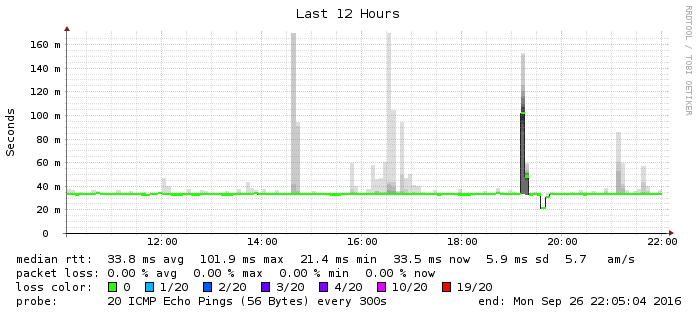 Last 12 Hours
RRDTOOL / TOBI OETIKER
Seconds
160 m
140 m
120 m
100 m
80 m
60 m
40 m
20 m
0
12:00 14:00 16:00 18:00 20:00 22:00
median rtt: 33.8 ms avg 101.9 ms max 21.4 ms min 33.5 ms now 5.9 ms sd 5.7 am/s
packet loss: 0.00 % avg 0.00 % max 0.00 % min 0.00 % now
loss color: 0 1/20 2/20 3/20 4/20 10/20 19/20
probe: 20 ICMP Echo Pings (56 Bytes) every 300s end: Mon Sep 26 22:05:04 2016